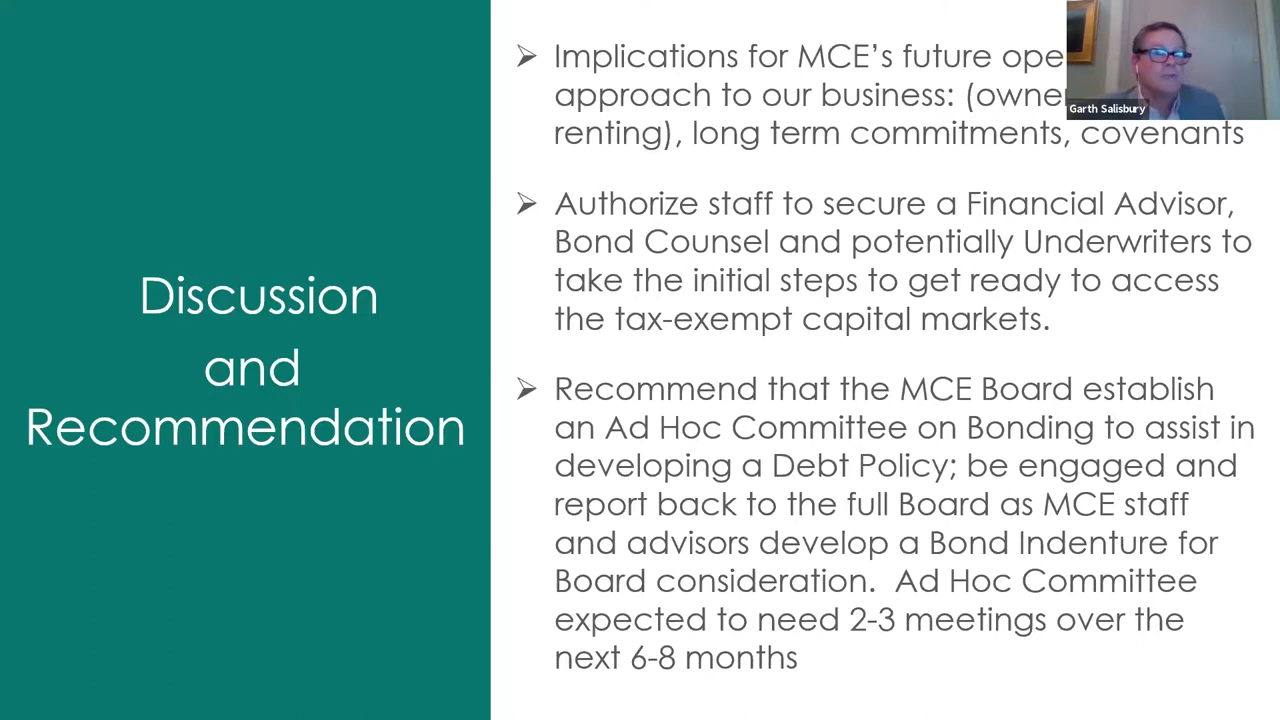 Discussion
and
Recommendation
➢ Implications for MCE's future
approach to our business:
renting), long term commitments, covenants
➢ Authorize staff to secure a Financial Advisor,
Bond Counsel and potentially Underwriters to
take the initial steps to get ready to access
the tax-exempt capital markets.
➢ Recommend that the MCE Board establish
an Ad Hoc Committee on Bonding to assist in
developing a Debt Policy; be engaged and
report back to the full Board as MCE staff
and advisors develop a Bond Indenture for
Board consideration.  Ad Hoc Committee
expected to need 2-3 meetings over the
next 6-8 months
Garth Salisbury